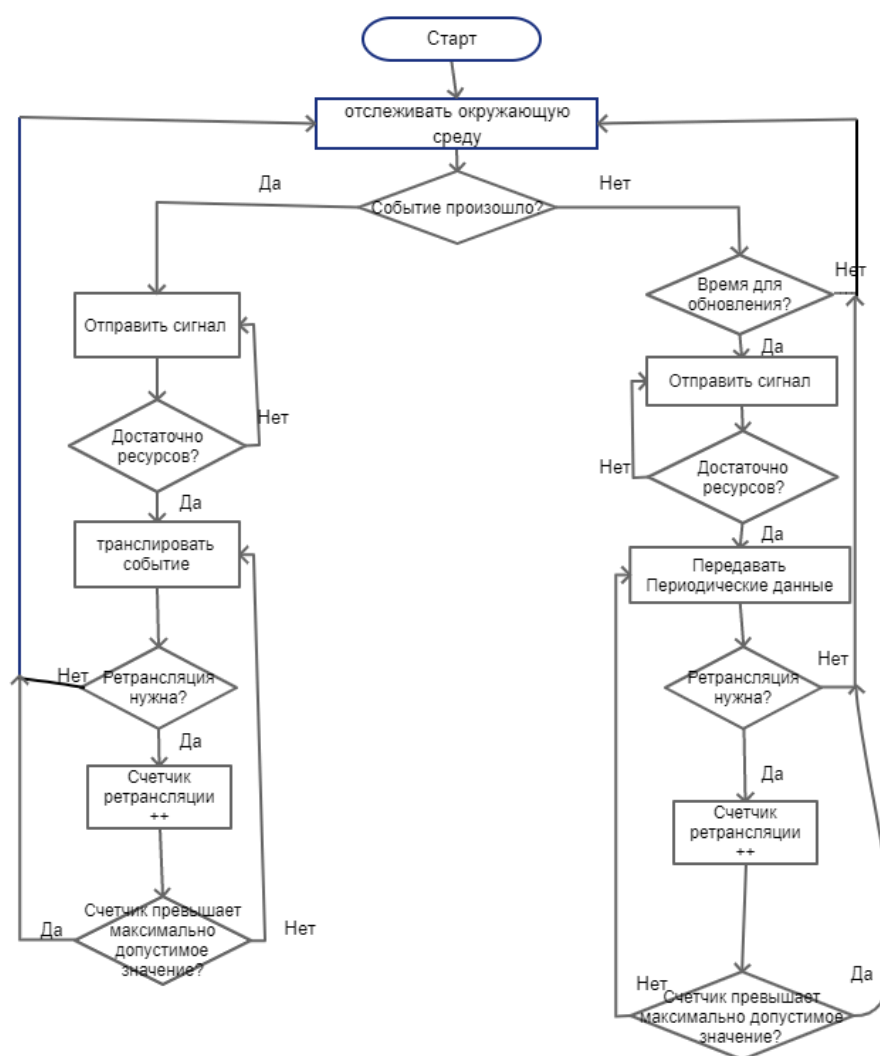 Старт
отслеживать окружающую
среду
Да
Нет
Событие произошло?
Отправить сигнал
Нет
Достаточно
ресурсов?
Да
транслировать
событие
Нет
Ретрансляция
нужна?
Да
Счетчик
ретрансляции
++
Счетчик превышает
максимально
допустимое
значение?
Да
Нет
Время для
обновления?
Нет
Да
Отправить сигнал
Нет
Достаточно
ресурсов?
Да
Передавать
Периодические данные
Ретрансляция
нужна?
Нет
Да
Счетчик
ретрансляции
++
Нет
Да
Счетчик превышает
максимально допустимое
значение?